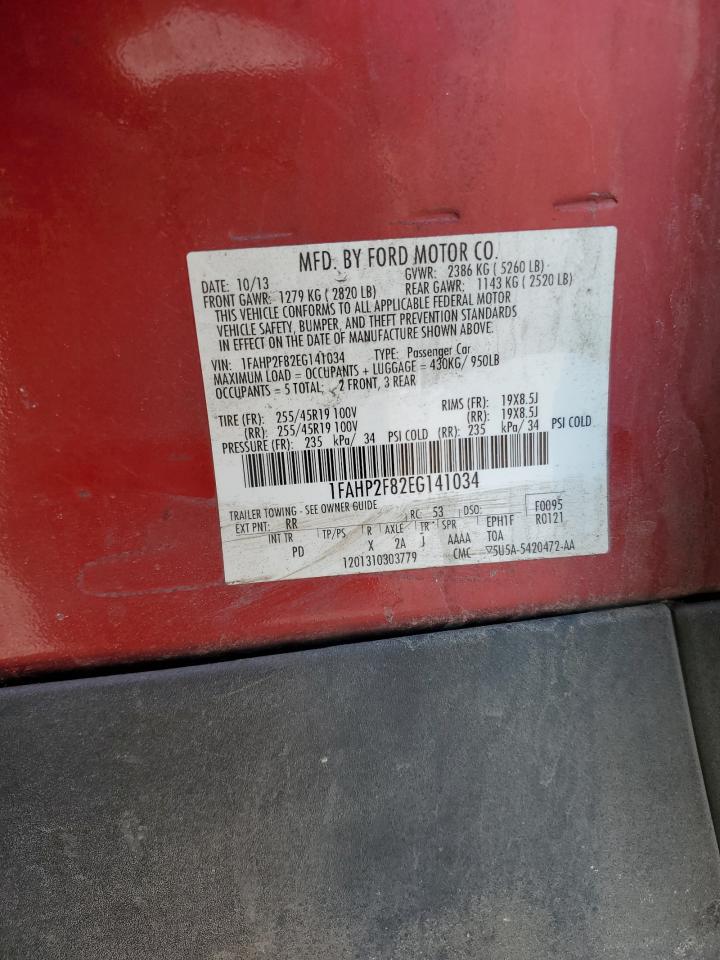 MFD. BY FORD MOTOR CO.
DATE: 10/13 GVWR: 2386 KG ( 5260 LB)
FRONT GAWR: 1279 KG ( 2820 LB) REAR GAWR: 1143 KG ( 2520 LB)
THIS VEHICLE CONFORMS TO ALL APPLICABLE FEDERAL MOTOR
VEHICLE SAFETY, BUMPER, AND THEFT PREVENTION STANDARDS
IN EFFECT ON THE DATE OF MANUFACTURE SHOWN ABOVE.
VIN: 1FAHP2F82EG141034 TYPE: Passenger Car
MAXIMUM LOAD = OCCUPANTS + LUGGAGE = 430KG/ 950LB
OCCUPANTS = 5 TOTAL, 2 FRONT, 3 REAR
TIRE (FR): 255/45R19 100V RIMS (FR): 19X8.5J
(RR): 255/45R19 100V (RR): 19X8.5J
PRESSURE (FR): 235 kPa/ 34 PSI COLD (RR): 235 kPa/ 34 PSI COLD
1FAHP2F82EG141034
TRAILER TOWING - SEE OWNER GUIDE
EXT PNT: RR RC: 53 DSO: F0095
INT TR TP/PS R AXLE TR SPR EPH1F R0121
PD X 2A J AAAA TOA
1201310303779 CMC ▽5U5A-5420472-AA